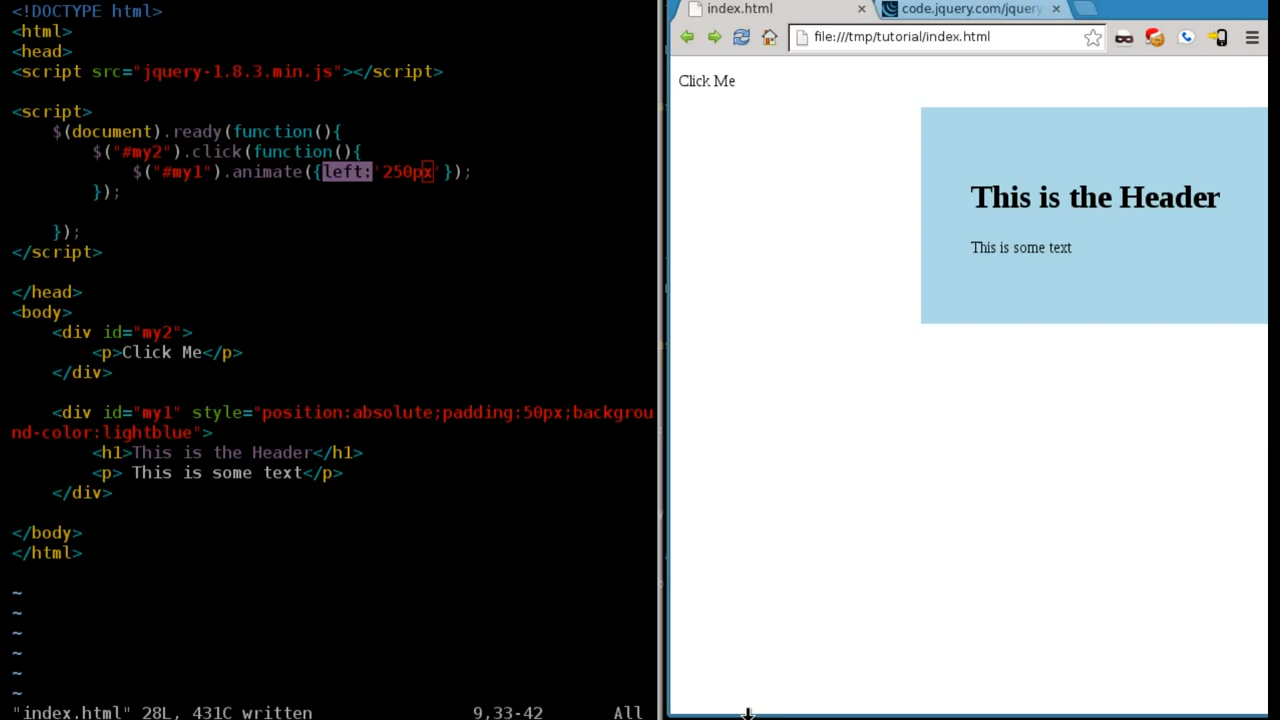 <!DOCTYPE html>
<html>
<head>
<script src="jquery-1.8.3.min.js"></script>
<script>
$(document).ready(function(){
$("#my2").click(function(){
$("#my1").animate({left:'250px'});
});
});
</script>
</head>
<body>
<div id="my2">
<p>Click Me</p>
</div>
<div id="my1" style="position:absolute;padding:50px;backgrou
nd-color:lightblue">
<h1>This is the Header</h1>
<p> This is some text</p>
</div>
</body>
</html>
~
~
~
~
~
~
"index.html" 28L, 431C written 9,33-42 All
index.html × code.jquery.com/jquery ×
file:///tmp/tutorial/index.html
Click Me
This is the Header
This is some text